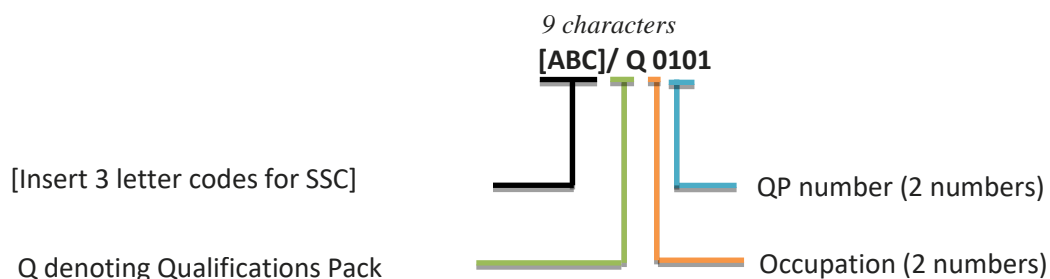 9 characters
[ABC]/ Q 0101
[Insert 3 letter codes for SSC]
QP number (2 numbers)
Q denoting Qualifications Pack
Occupation (2 numbers)